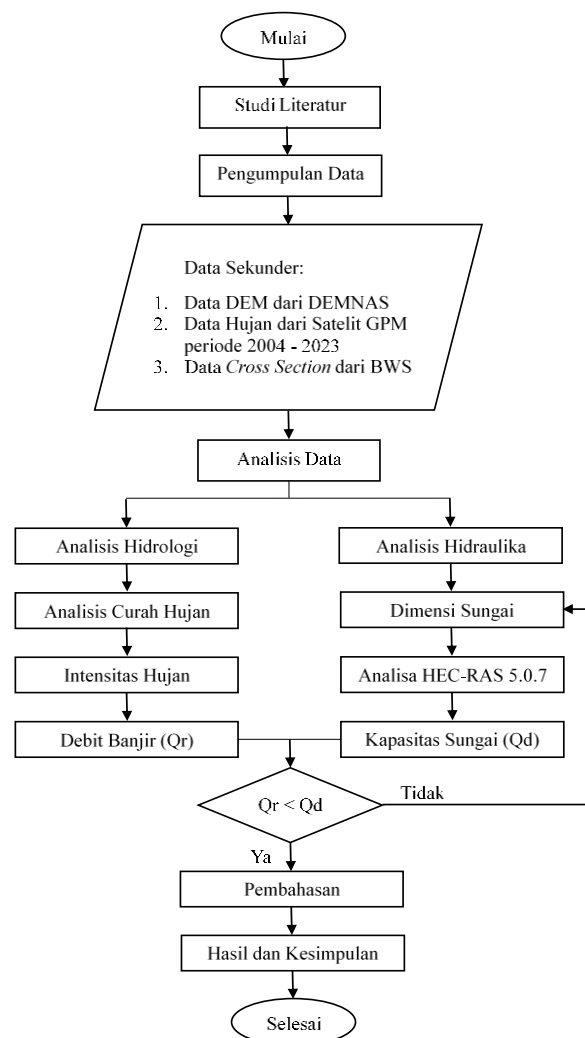 Mulai
Studi Literatur
Pengumpulan Data
Data Sekunder:
1. Data DEM dari DEMNAS
2. Data Hujan dari Satelit GPM
periode 2004 - 2023
3. Data Cross Section dari BWS
Analisis Data
Analisis Hidrologi
Analisis Hidraulika
Analisis Curah Hujan
Dimensi Sungai
Intensitas Hujan
Analisa HEC-RAS 5.0.7
Debit Banjir (Qr)
Kapasitas Sungai (Qd)
Qr < Qd
Tidak
Ya
Pembahasan
Hasil dan Kesimpulan
Selesai